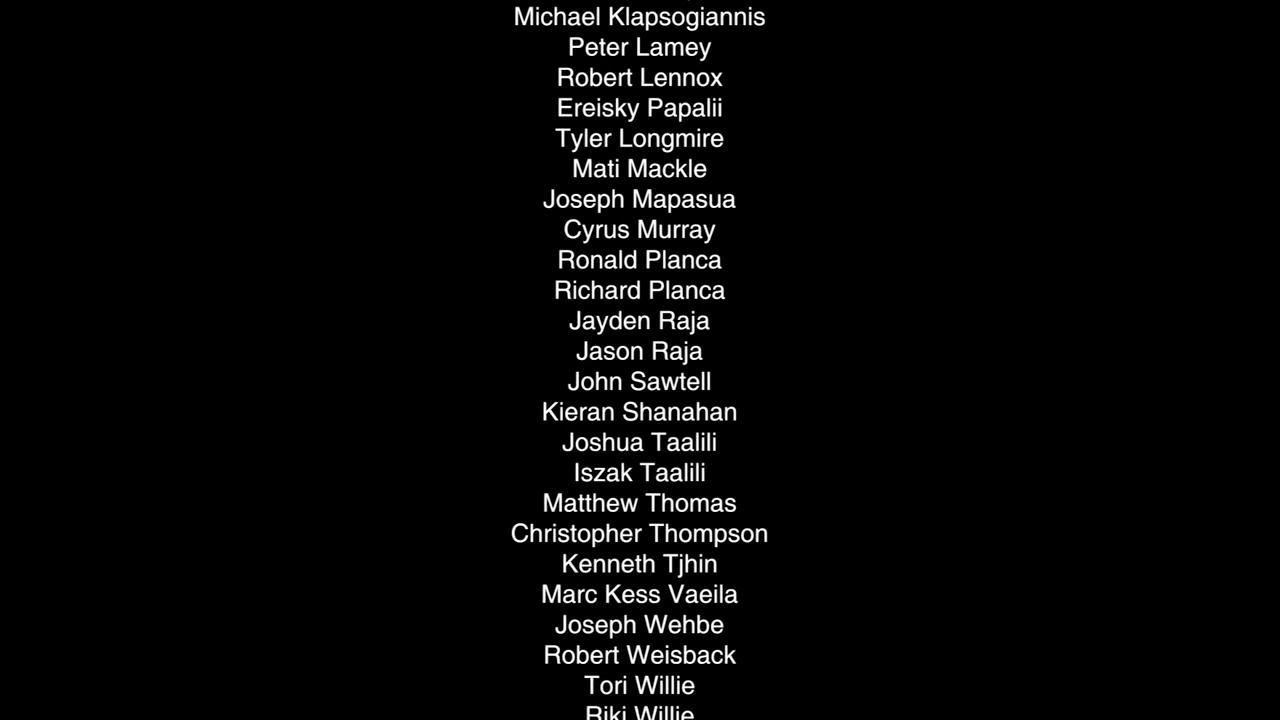 Michael Klapsogiannis
Peter Lamey
Robert Lennox
Ereisky Papalii
Tyler Longmire
Mati Mackle
Joseph Mapasua
Cyrus Murray
Ronald Planca
Richard Planca
Jayden Raja
Jason Raja
John Sawtell
Kieran Shanahan
Joshua Taalili
Iszak Taalili
Matthew Thomas
Christopher Thompson
Kenneth Tjhin
Marc Kess Vaeila
Joseph Wehbe
Robert Weisback
Tori Willie
Riki Willie